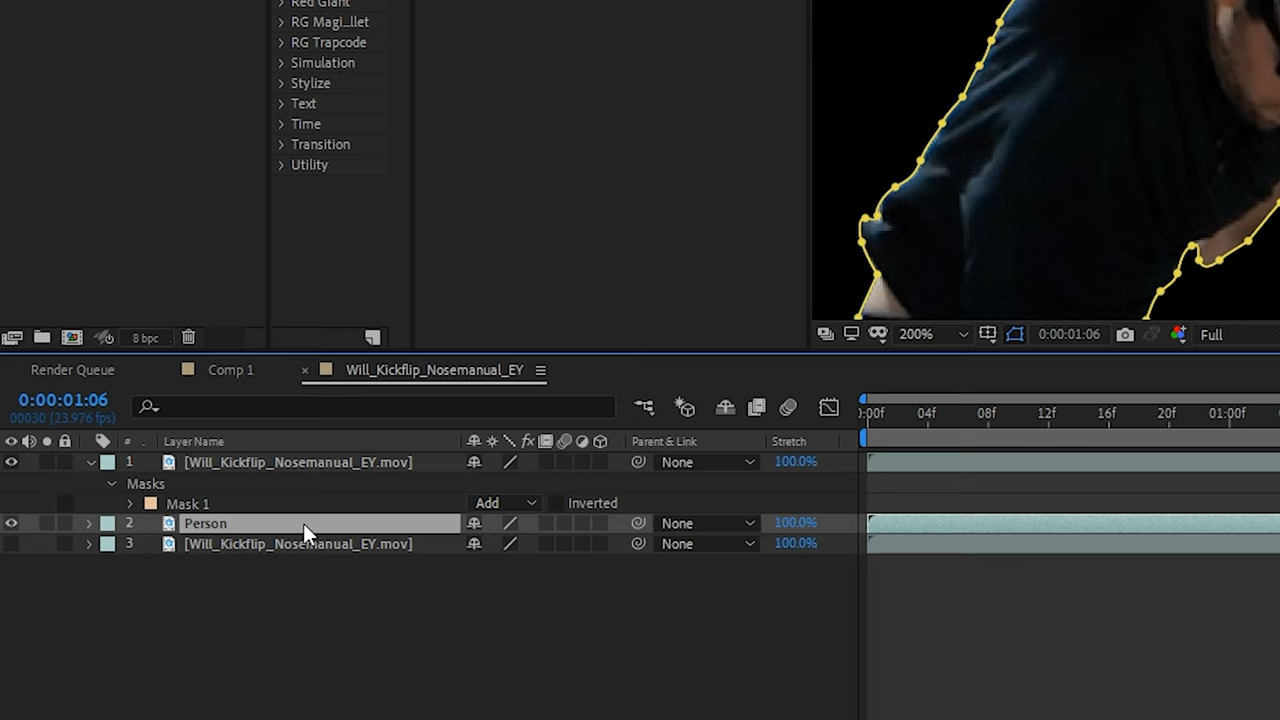 Red Giant
RG Magi...llet
RG Trapcode
Simulation
Stylize
Text
Time
Transition
Utility
8 bpc
200%
0:00:01:06
Full
Render Queue
Comp 1
× Will_Kickflip_Nosemanual_EY
0:00:01:06
00030 (23.976 fps)
:00f 04f 08f 12f 16f 20f 01:00f
# . Layer Name fx Parent & Link Stretch
1 [Will_Kickflip_Nosemanual_EY.mov] None 100.0%
Masks
Mask 1 Add Inverted
2 Person None 100.0%
3 [Will_Kickflip_Nosemanual_EY.mov] None 100.0%